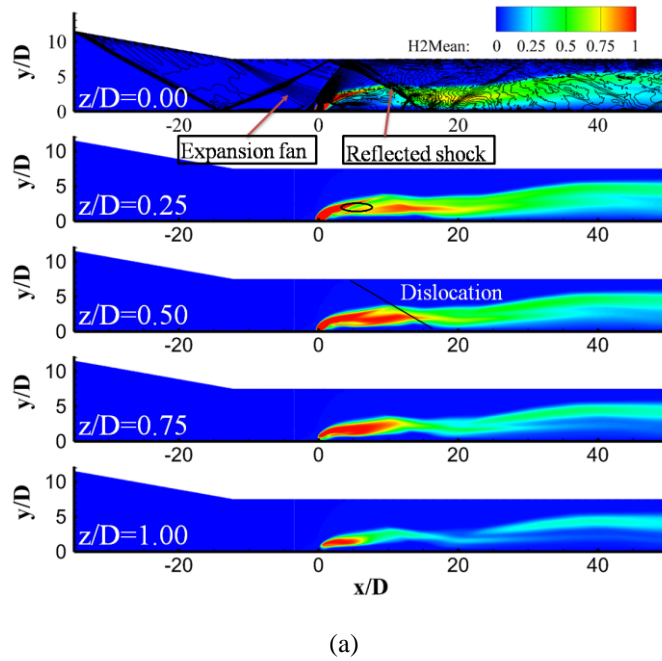 H2Mean: 0 0.25 0.5 0.75 1
y/D
10
5
0
z/D=0.00
-20 0 20 40
Expansion fan
Reflected shock
y/D
10
5
0
z/D=0.25
-20 0 20 40
y/D
10
5
0
z/D=0.50
Dislocation
-20 0 20 40
y/D
10
5
0
z/D=0.75
-20 0 20 40
y/D
10
5
0
z/D=1.00
-20 0 20 40
x/D
(a)